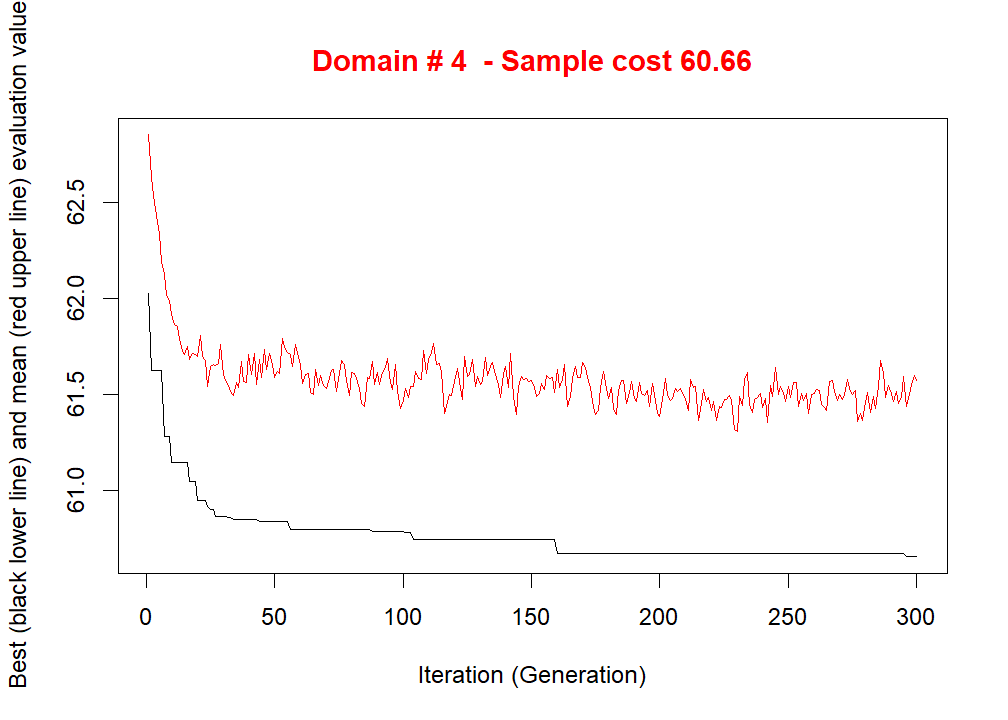 Domain # 4  - Sample cost 60.66
Best (black lower line) and mean (red upper line) evaluation value
62.5
62.0
61.5
61.0
0 50 100 150 200 250 300
Iteration (Generation)